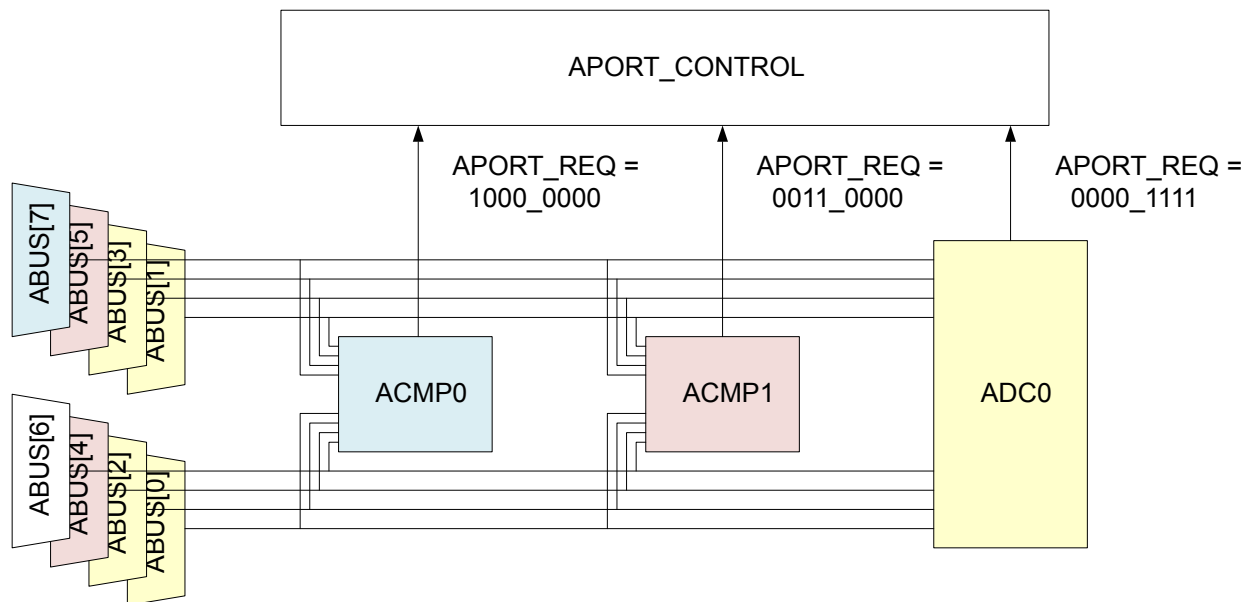 APORT_CONTROL
APORT_REQ =
1000_0000
APORT_REQ =
0011_0000
APORT_REQ =
0000_1111
ABUS[7]
ABUS[5]
ABUS[3]
ABUS[1]
ACMP0
ACMP1
ADC0
ABUS[6]
ABUS[4]
ABUS[2]
ABUS[0]